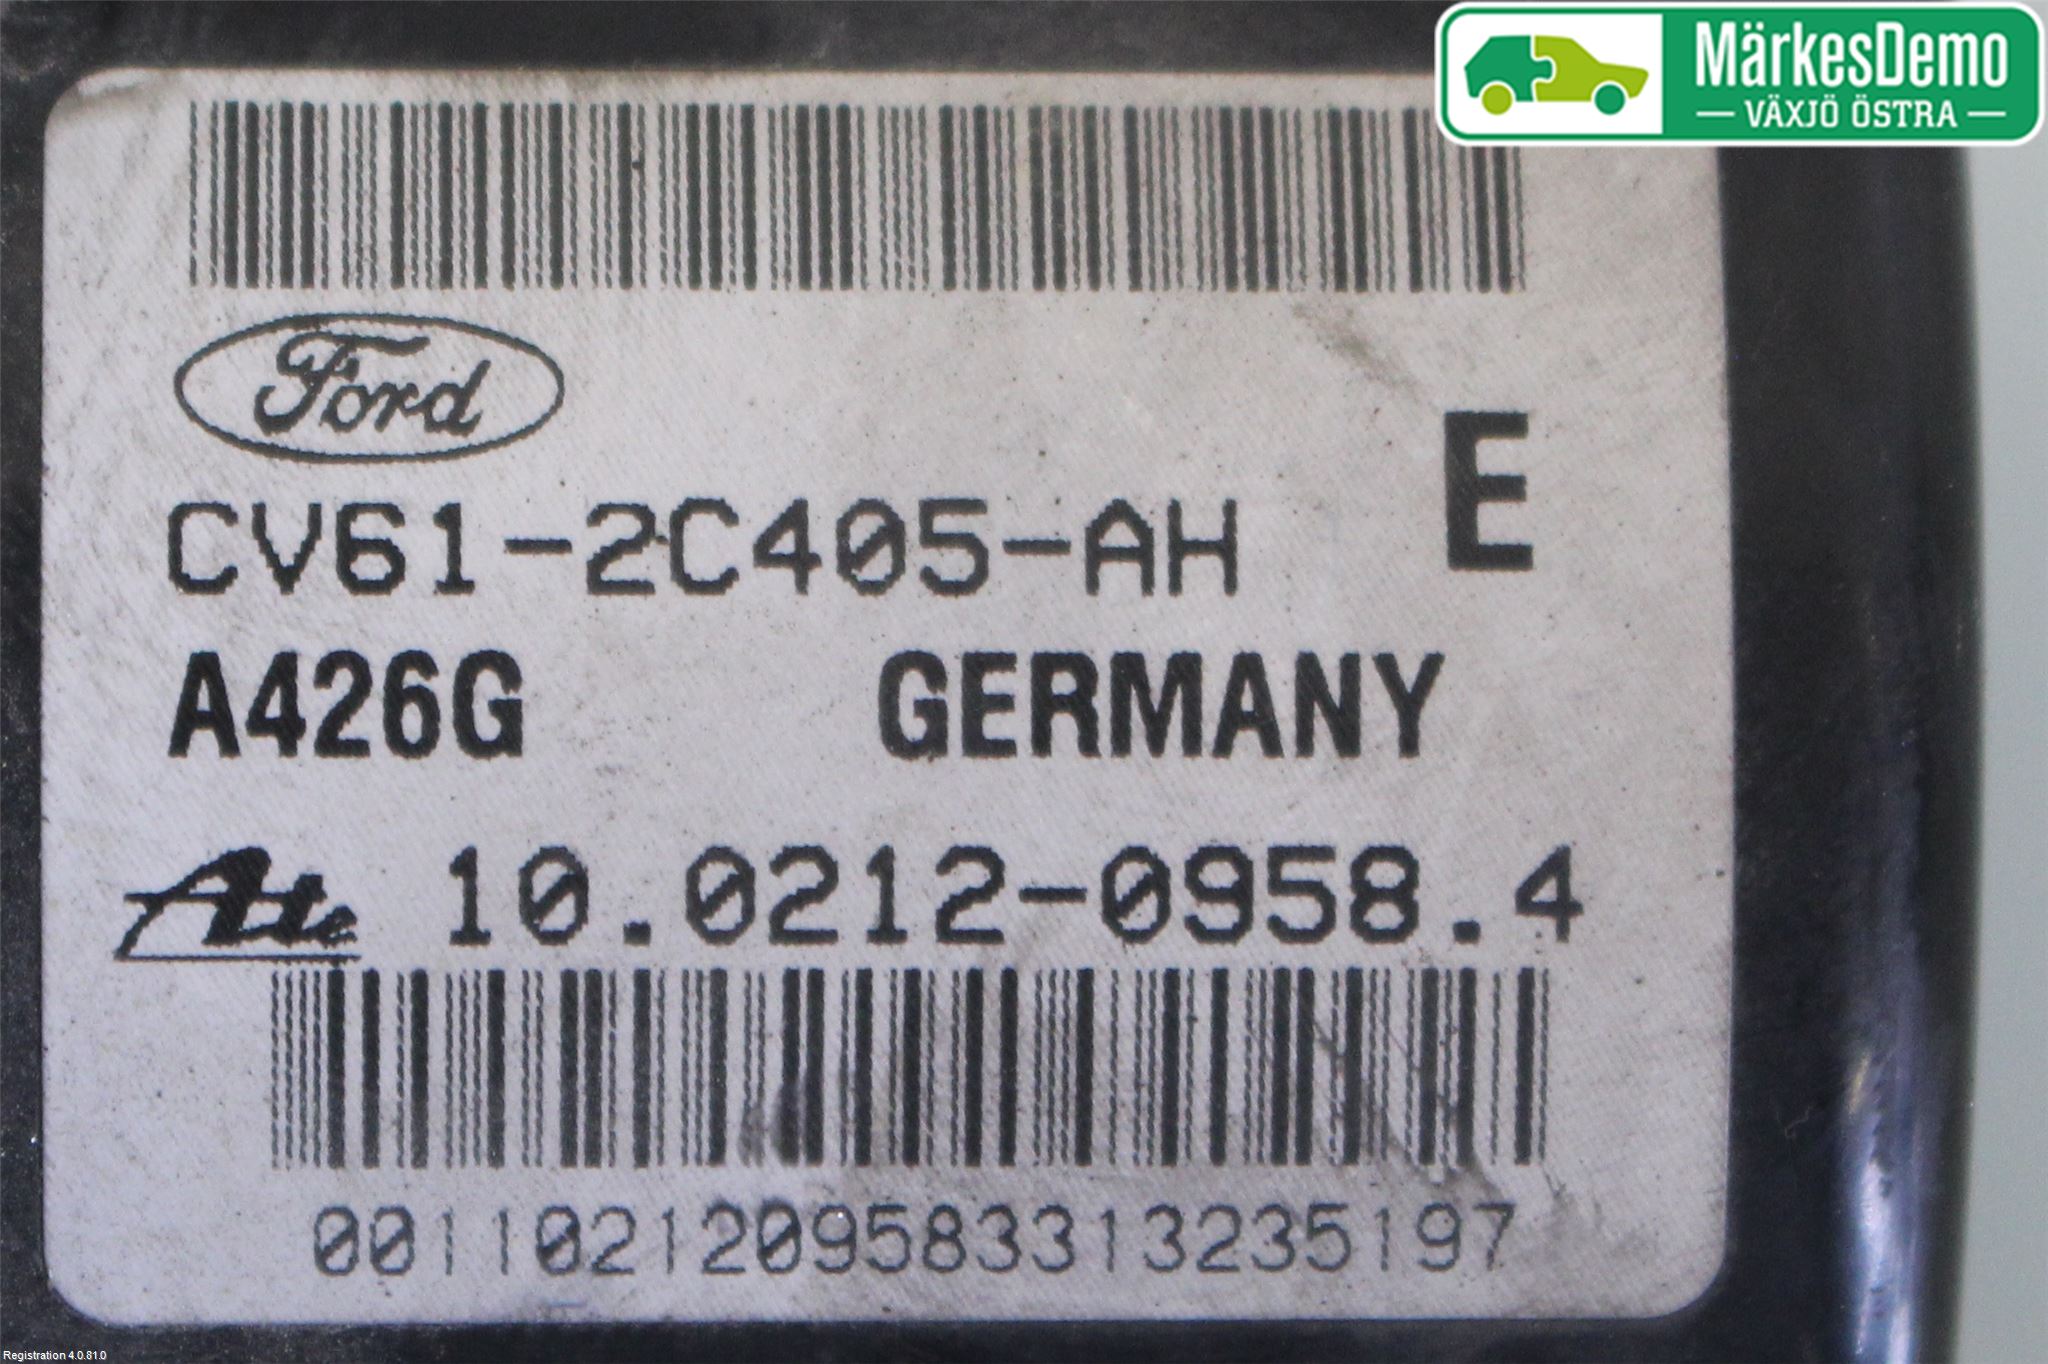 MärkesDemo
VÄXJÖ ÖSTRA
Ford
E
CV61-2C405-AH
A426G GERMANY
Ate 10.0212-0958.4
0011021209583313235197
Registration 4.0.81.0